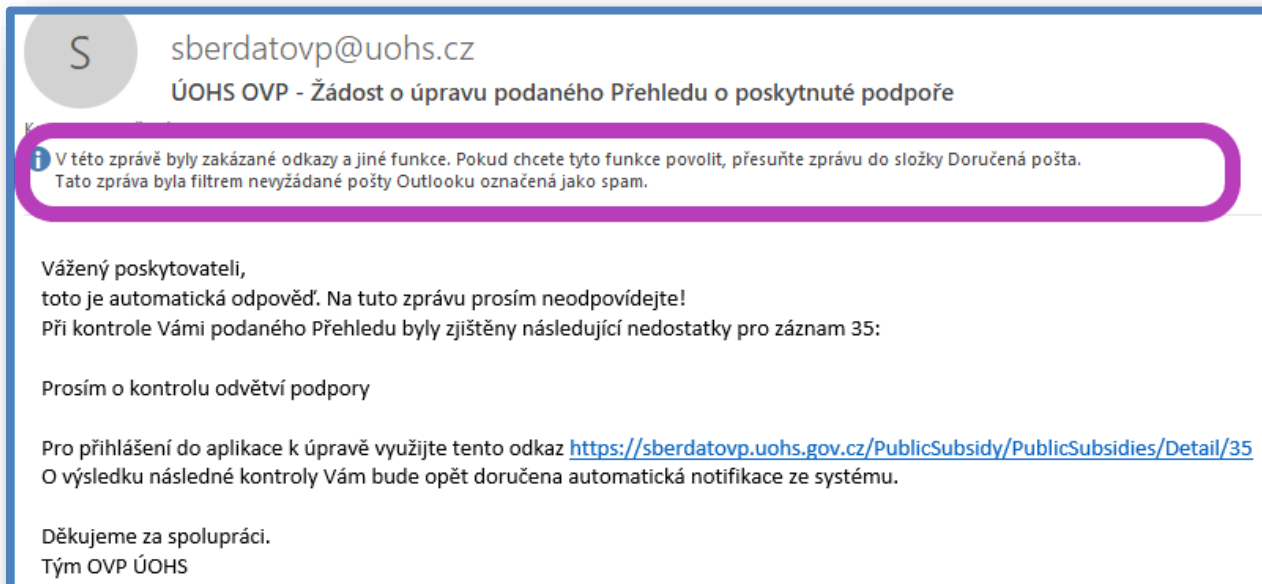 S
sberdatovp@uohs.cz
ÚOHS OVP - Žádost o úpravu podaného Přehledu o poskytnuté podpoře
V této zprávě byly zakázané odkazy a jiné funkce. Pokud chcete tyto funkce povolit, přesuňte zprávu do složky Doručená pošta.
Tato zpráva byla filtrem nevyžádané pošty Outlooku označená jako spam.
Vážený poskytovateli,
toto je automatická odpověď. Na tuto zprávu prosím neodpovídejte!
Při kontrole Vámi podaného Přehledu byly zjištěny následující nedostatky pro záznam 35:
Prosím o kontrolu odvětví podpory
Pro přihlášení do aplikace k úpravě využijte tento odkaz https://sberdatovp.uohs.gov.cz/PublicSubsidy/PublicSubsidies/Detail/35
O výsledku následné kontroly Vám bude opět doručena automatická notifikace ze systému.
Děkujeme za spolupráci.
Tým OVP ÚOHS